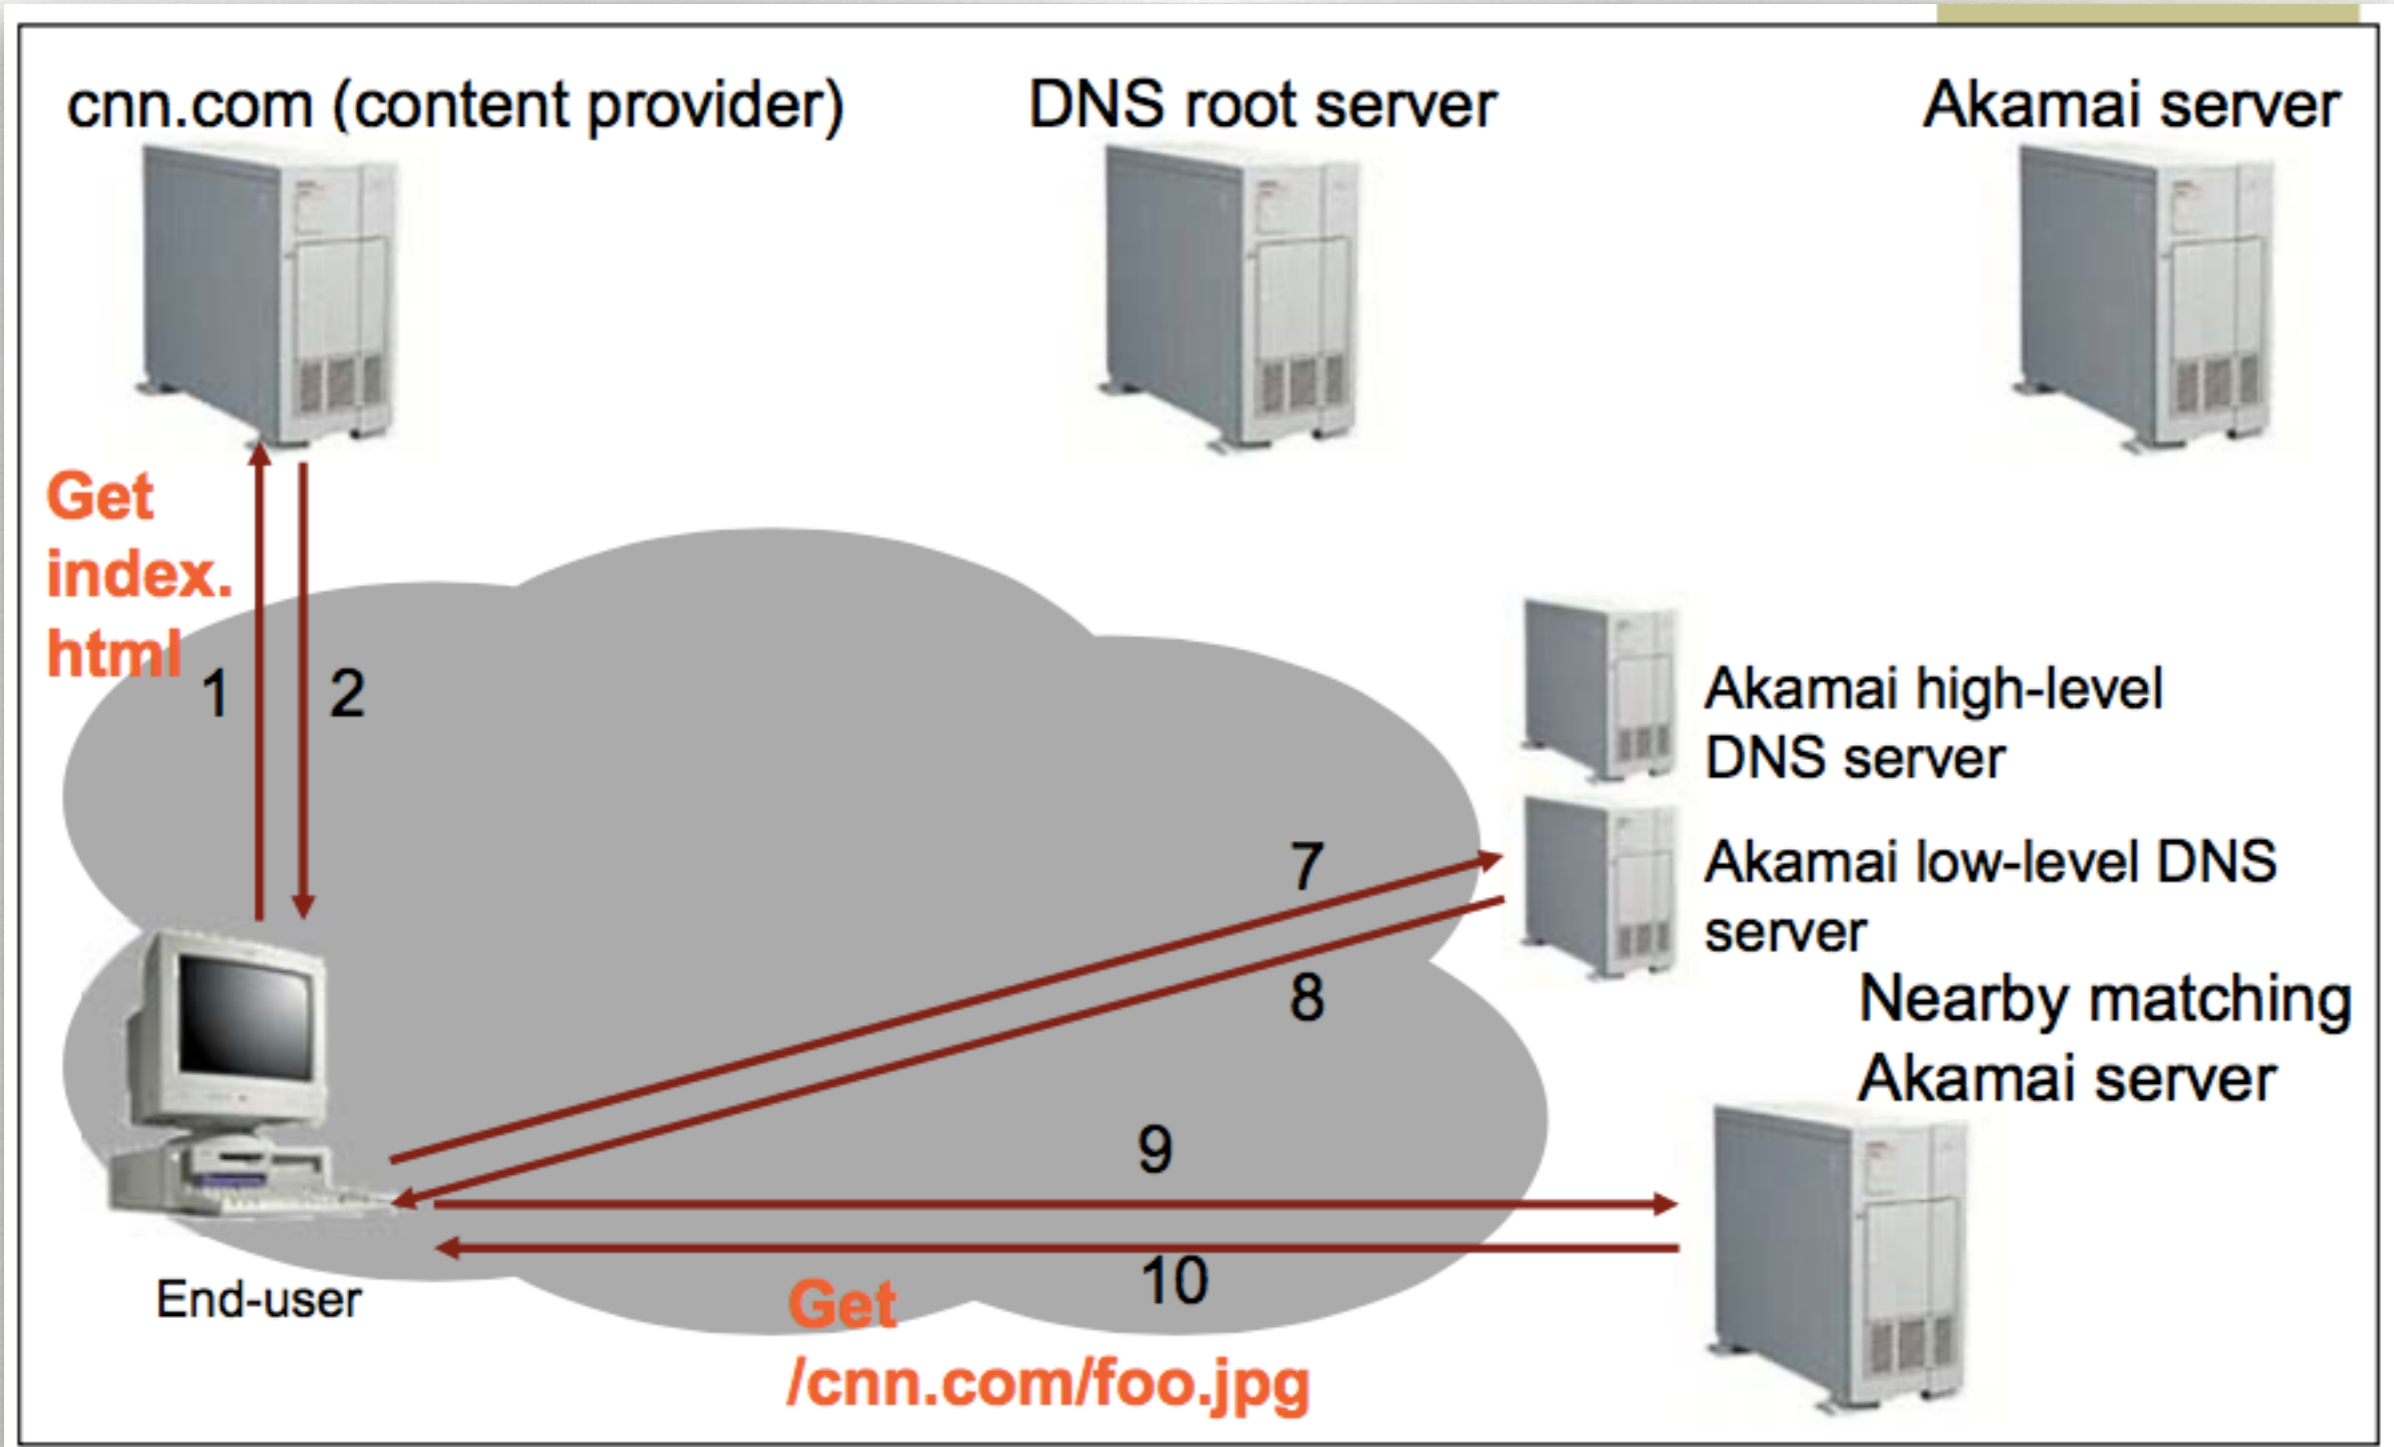 cnn.com (content provider)
DNS root server
Akamai server
Get
index.
html
1
2
Akamai high-level
DNS server
7
Akamai low-level DNS
server
8
Nearby matching
Akamai server
9
10
End-user
Get
/cnn.com/foo.jpg